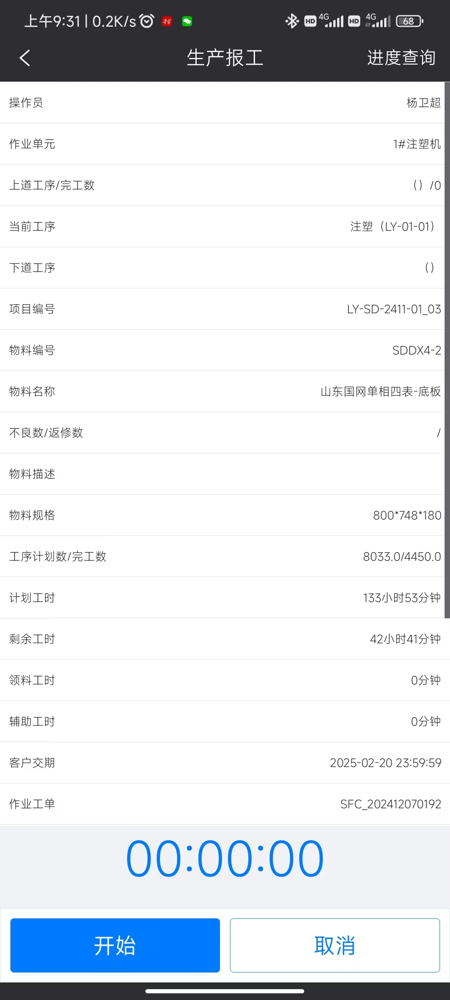 上午9:31 | 0.2K/s
HD 4G HD 4G 68
生产报工 进度查询
操作员 杨卫超
作业单元 1#注塑机
上道工序/完工数 （）/0
当前工序 注塑（LY-01-01）
下道工序 （）
项目编号 LY-SD-2411-01_03
物料编号 SDDX4-2
物料名称 山东国网单相四表-底板
不良数/返修数 /
物料描述
物料规格 800*748*180
工序计划数/完工数 8033.0/4450.0
计划工时 133小时53分钟
剩余工时 42小时41分钟
领料工时 0分钟
辅助工时 0分钟
客户交期 2025-02-20 23:59:59
作业工单 SFC_202412070192
00:00:00
开始 取消